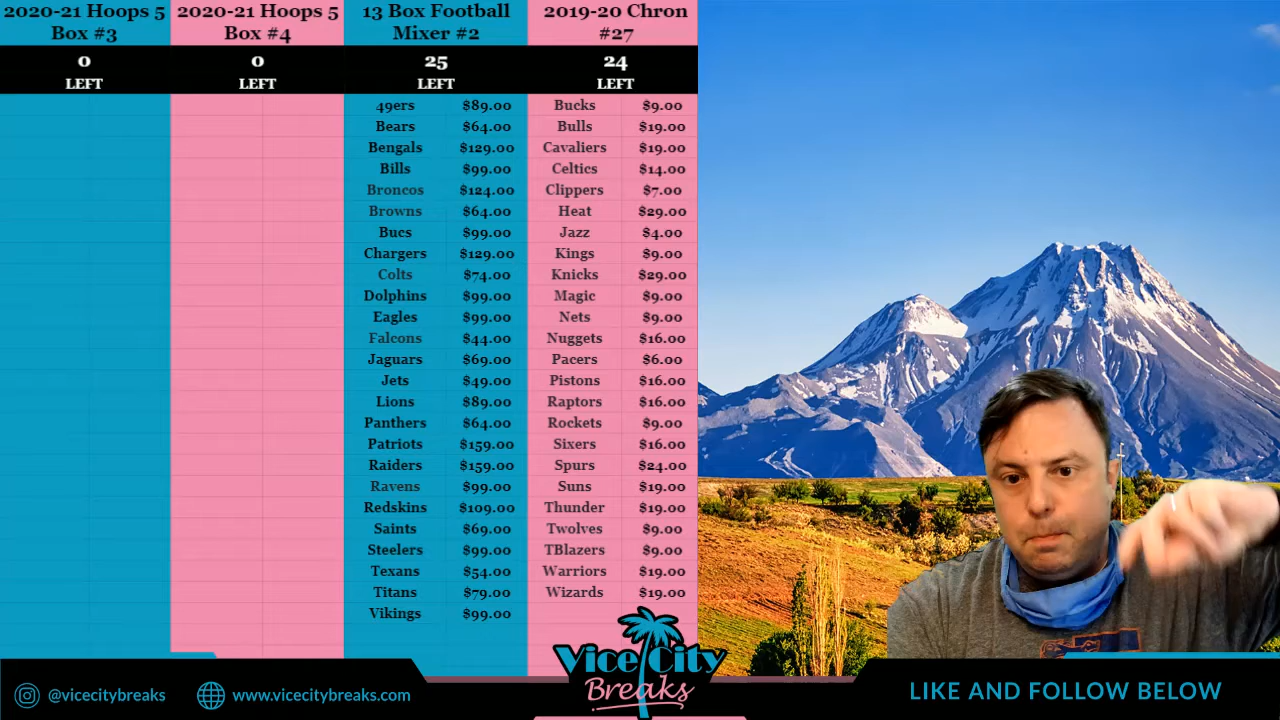 2020-21 Hoops 5
Box #3
0
LEFT
2020-21 Hoops 5
Box #4
0
LEFT
13 Box Football
Mixer #2
25
LEFT
49ers $89.00
Bears $64.00
Bengals $129.00
Bills $99.00
Broncos $124.00
Browns $64.00
Bucs $99.00
Chargers $129.00
Colts $74.00
Dolphins $99.00
Eagles $99.00
Falcons $44.00
Jaguars $69.00
Jets $49.00
Lions $89.00
Panthers $64.00
Patriots $159.00
Raiders $159.00
Ravens $99.00
Redskins $109.00
Saints $69.00
Steelers $99.00
Texans $54.00
Titans $79.00
Vikings $99.00
2019-20 Chron
#27
24
LEFT
Bucks $9.00
Bulls $19.00
Cavaliers $19.00
Celtics $14.00
Clippers $7.00
Heat $29.00
Jazz $4.00
Kings $9.00
Knicks $29.00
Magic $9.00
Nets $9.00
Nuggets $16.00
Pacers $6.00
Pistons $16.00
Raptors $16.00
Rockets $9.00
Sixers $16.00
Spurs $24.00
Suns $19.00
Thunder $19.00
Twolves $9.00
TBlazers $9.00
Warriors $19.00
Wizards $19.00
@vicecitybreaks
www.vicecitybreaks.com
Vice City
Breaks
LIKE AND FOLLOW BELOW